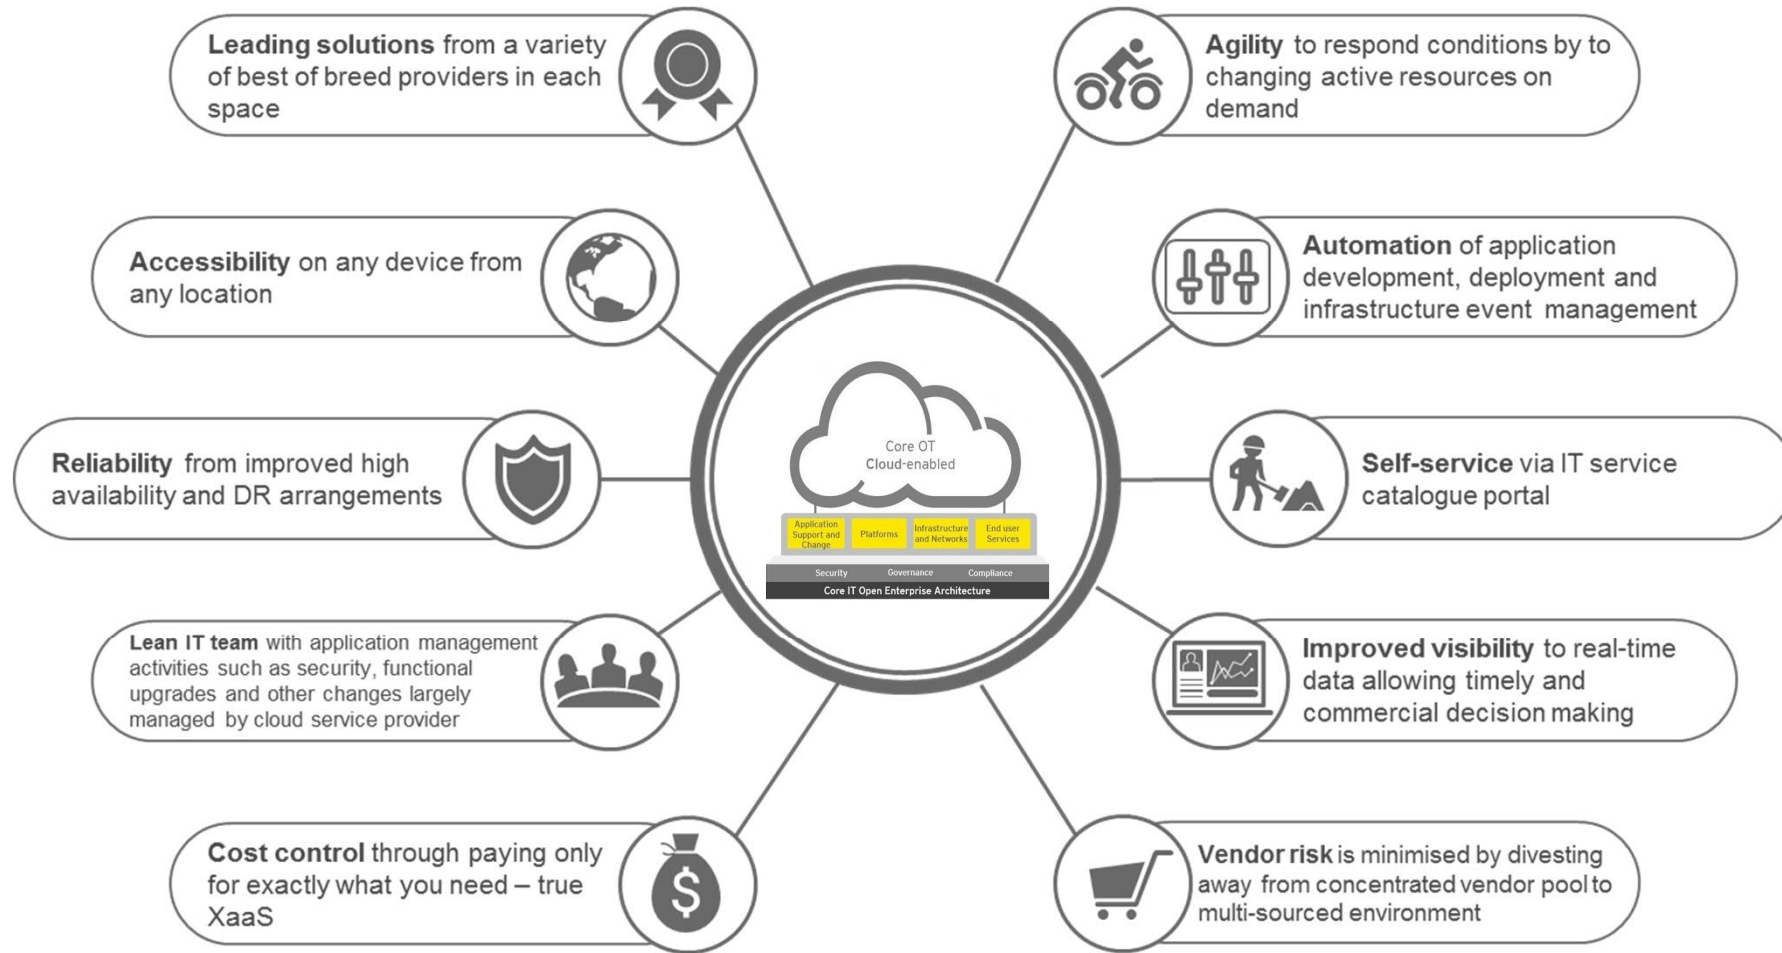 Leading solutions from a variety
of best of breed providers in each
space
Accessibility on any device from
any location
Reliability from improved high
availability and DR arrangements
Lean IT team with application management
activities such as security, functional
upgrades and other changes largely
managed by cloud service provider
Cost control through paying only
for exactly what you need – true
XaaS
Core OT
Cloud-enabled
Application
Support and
Change
Platforms
Infrastructure
and Networks
End user
Services
Security Governance Compliance
Core IT Open Enterprise Architecture
Agility to respond conditions by to
changing active resources on
demand
Automation of application
development, deployment and
infrastructure event management
Self-service via IT service
catalogue portal
Improved visibility to real-time
data allowing timely and
commercial decision making
Vendor risk is minimised by divesting
away from concentrated vendor pool to
multi-sourced environment